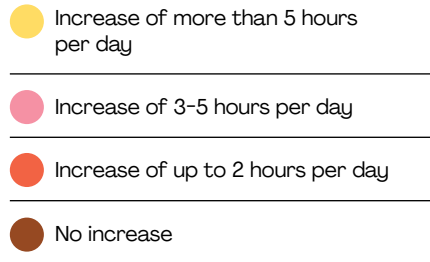 Increase of more than 5 hours
per day
Increase of 3-5 hours per day
Increase of up to 2 hours per day
No increase